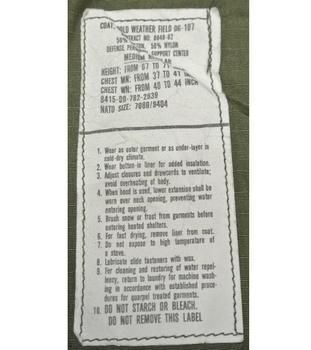 COAT, COLD WEATHER FIELD OG-107
50% COTTON, 50% NYLON
DEFENSE PERSON. SUPPORT CENTER
MEDIUM
HEIGHT: FROM 67 TO
CHEST MN: FROM 37 TO 41 INCH
CHEST WN: FROM 40 TO 44 INCH
8415-00-782-2939
NATO SIZE: 7080/9404
1. Wear as outer garment or as under-layer in
cold-dry climate.
2. Wear button-in liner for added insulation.
3. Adjust closures and drawcords to ventilate;
avoid overheating of body.
4. When hood is used, lower extension shall be
worn over neck opening, preventing water
entering opening.
5. Brush snow or frost from garments before
entering heated shelters.
6. For fast drying, remove liner from coat.
7. Do not expose to high temperature of
a stove.
8. Lubricate slide fasteners with wax.
9. For cleaning and restoring of water repel-
lency, return to laundry for machine wash-
ing in accordance with established proce-
dures for quarpel treated garments.
10. DO NOT STARCH OR BLEACH.
DO NOT REMOVE THIS LABEL